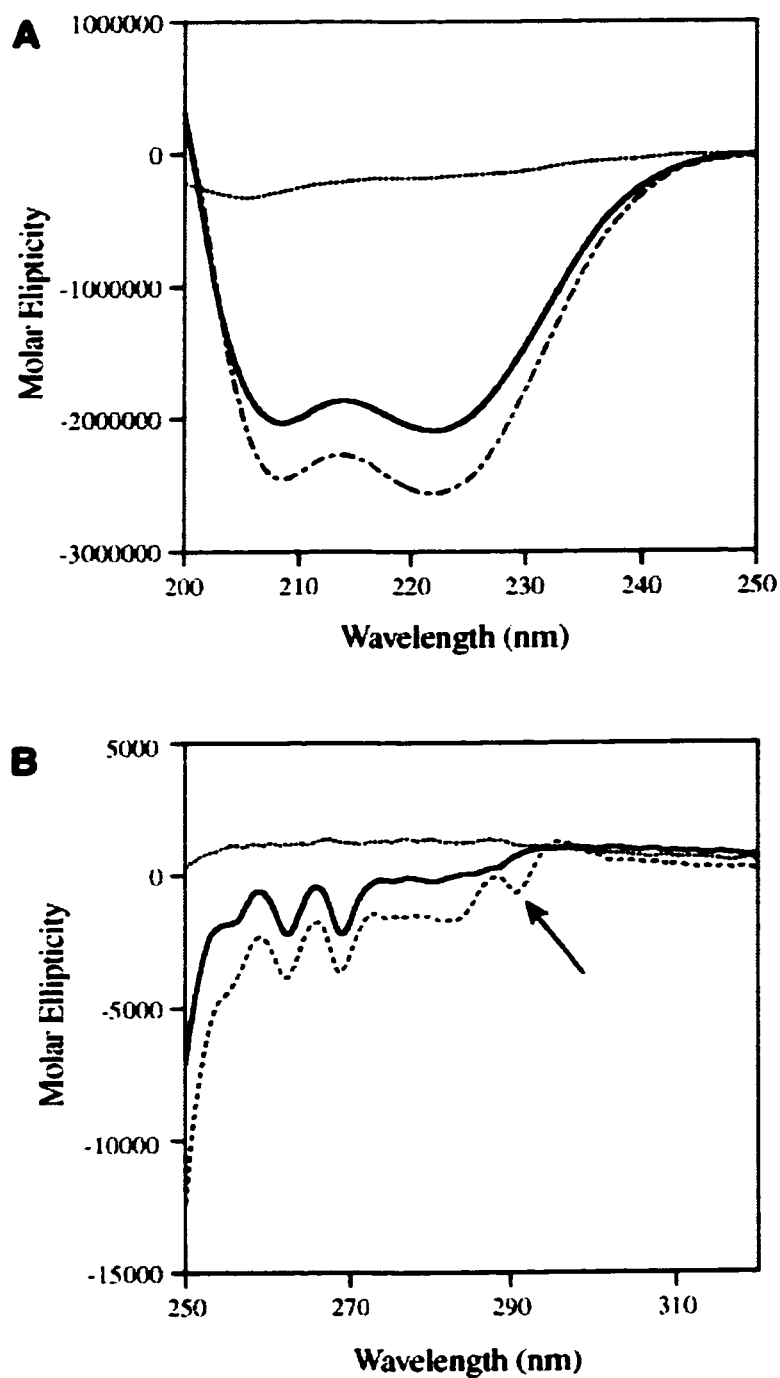 A
1000000
0
-1000000
-2000000
-3000000
Molar Elipticity
200 210 220 230 240 250
Wavelength (nm)
B
5000
0
-5000
-10000
-15000
Molar Ellipticity
250 270 290 310
Wavelength (nm)